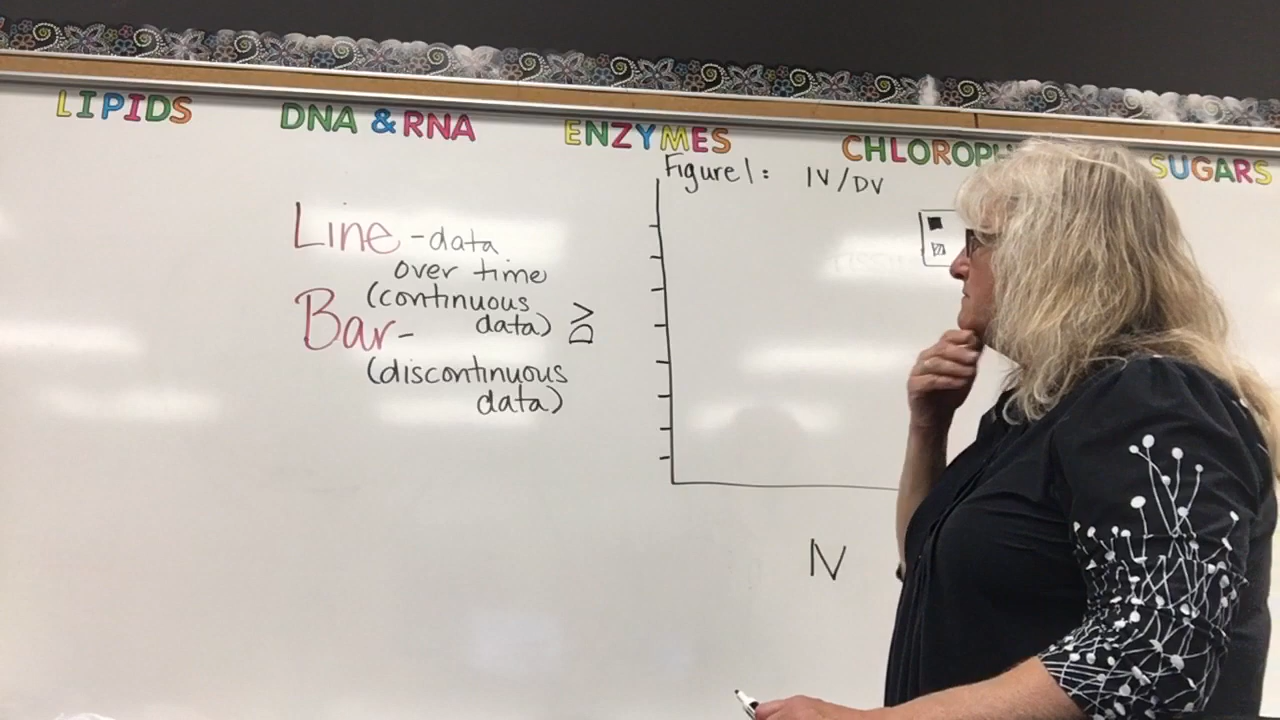 LIPIDS DNA & RNA ENZYMES CHLOROPH SUGARS
Figure 1: IV/DV
Line - data
over time
(continuous
data)
Bar-
(discontinuous
data)
DV
IV